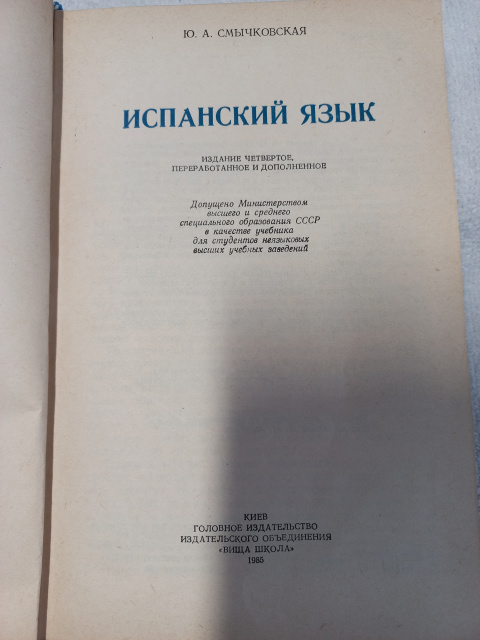 Ю. А. СМЫЧКОВСКАЯ
ИСПАНСКИЙ ЯЗЫК
ИЗДАНИЕ ЧЕТВЕРТОЕ,
ПЕРЕРАБОТАННОЕ И ДОПОЛНЕННОЕ
Допущено Министерством
высшего и среднего
специального образования СССР
в качестве учебника
для студентов неязыковых
высших учебных заведений
КИЕВ
ГОЛОВНОЕ ИЗДАТЕЛЬСТВО
ИЗДАТЕЛЬСКОГО ОБЪЕДИНЕНИЯ
«ВИЩА ШКОЛА»
1985